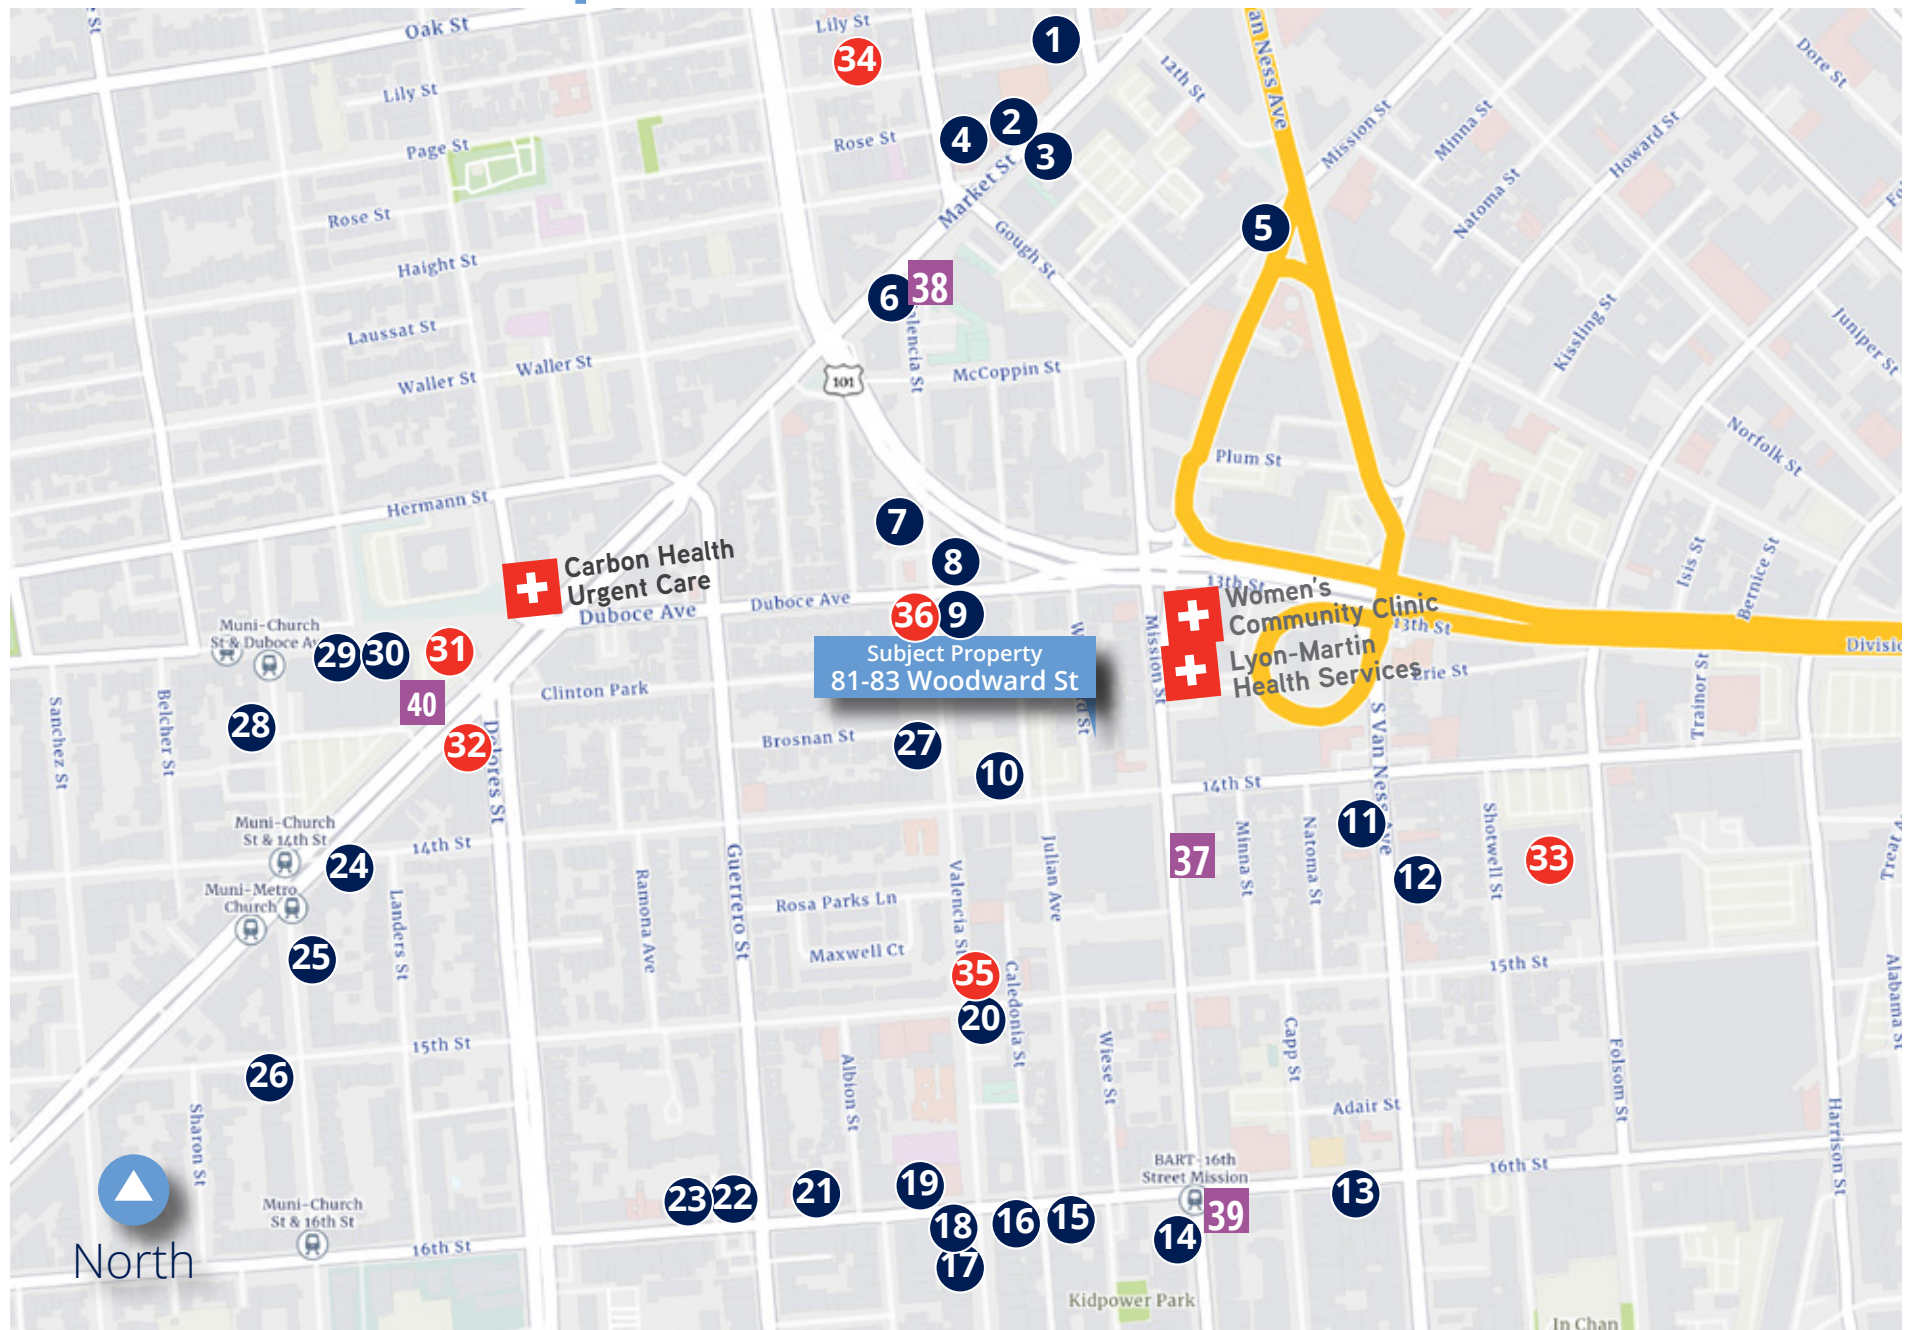 St
Oak St
Lily St
34
1
an Ness Ave
12th St
Dore St
Lily St
Page St
Rose St
4
2
3
Market St
Mission St
Minna St
Howard St
Natoma St
Rose St
Haight St
Gough St
5
6
38
alencia St
Laussat St
Waller St
Waller St
101
McCoppin St
Kissling St
Juniper St
Norfolk St
Plum St
Hermann St
7
8
Isis St
Bernice St
Carbon Health
Urgent Care
Duboce Ave
Duboce Ave
36
9
13th St
Women's
Community Clinic
13th St
Lyon-Martin
Health Services
Erie St
Divisio
Muni-Church
St & Duboce Av
29
30
31
40
28
32
Subject Property
81-83 Woodward St
Mission St
Clinton Park
Brosnan St
27
10
Sanchez St
Belcher St
Dolores St
S Van Ness Ave
Trainor St
14th St
11
12
33
37
Minna St
Natoma St
Shotwell St
Treat A
Muni-Church
St & 14th St
24
14th St
Muni-Metro
Church
25
Landers St
Ramona Ave
Guerrero St
Rosa Parks Ln
Maxwell Ct
Valencia St
Julian Ave
35
20
Caledonia St
15th St
Alabama St
15th St
26
Sharon St
Albion St
Wiese St
Capp St
Folsom St
Adair St
Harrison St
North
Muni-Church
St & 16th St
16th St
23
22
21
19
18
17
16
15
BART-16th
Street Mission
39
14
13
16th St
Kidpower Park
In Chan